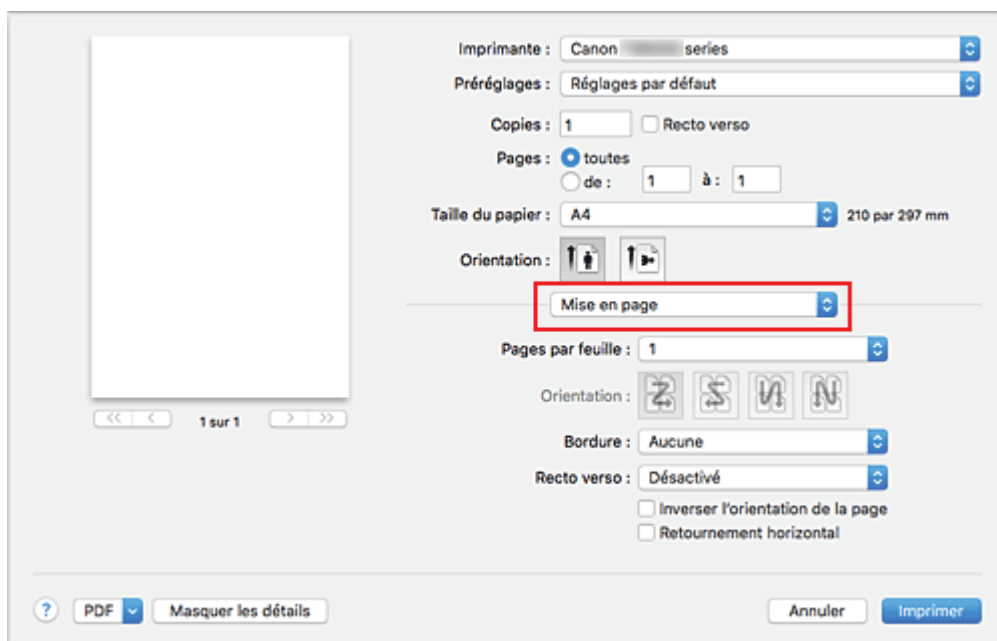 Imprimante : Canon series
Préréglages : Réglages par défaut
Copies : 1 Recto verso
Pages : toutes
de : 1 à : 1
Taille du papier : A4 210 par 297 mm
Orientation :
Mise en page
Pages par feuille : 1
Orientation :
Bordure : Aucune
Recto verso : Désactivé
Inverser l'orientation de la page
Retournement horizontal
<< < 1 sur 1 > >>
? PDF Masquer les détails Annuler Imprimer